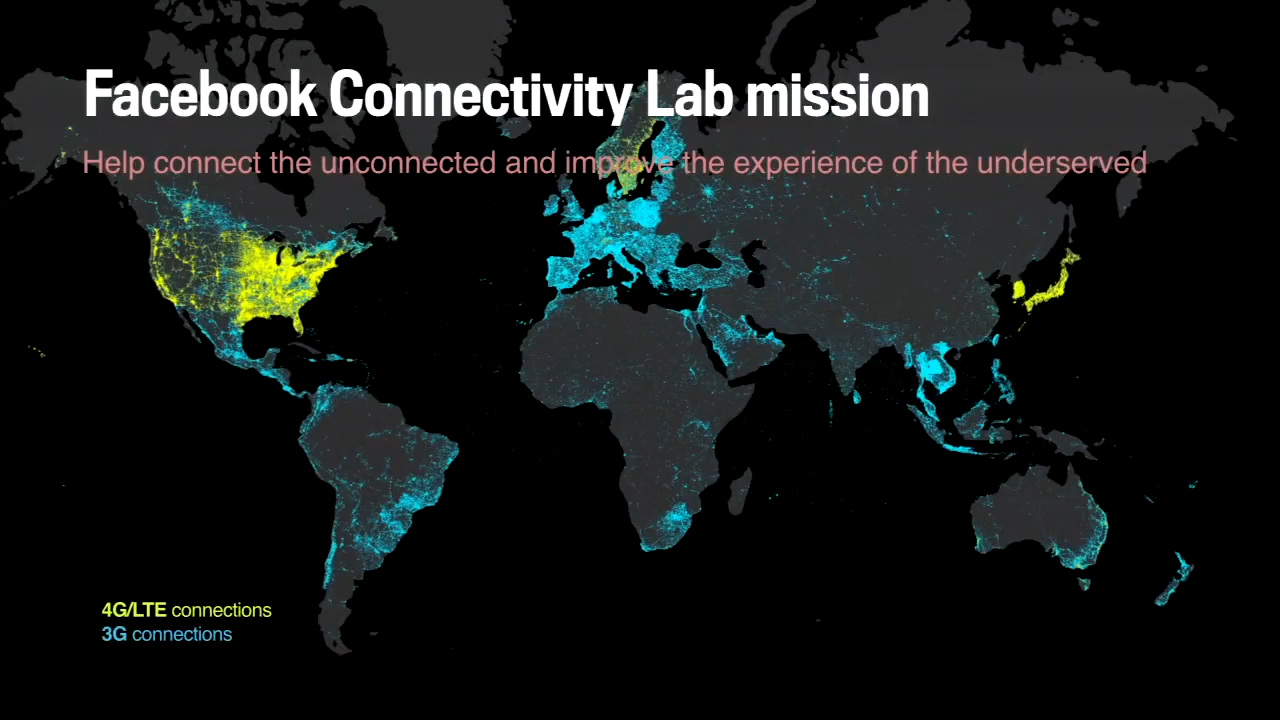 Facebook Connectivity Lab mission
Help connect the unconnected and improve the experience of the underserved
4G/LTE connections
3G connections